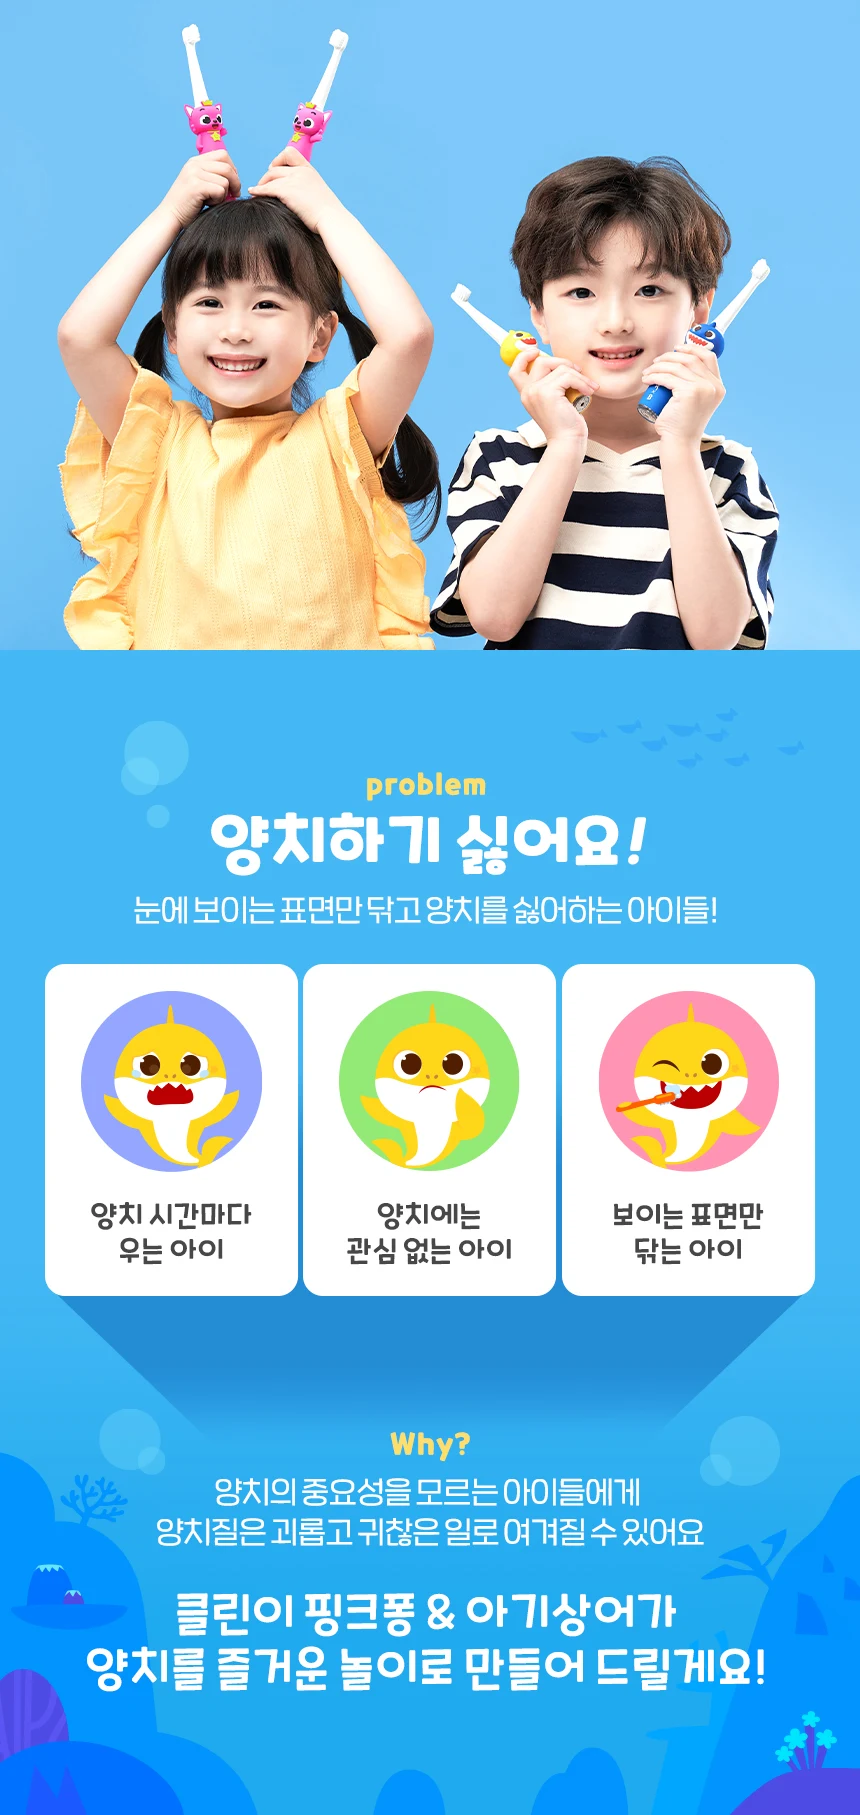 problem
양치하기 싫어요!
눈에 보이는 표면만 닦고 양치를 싫어하는 아이들!
양치 시간마다
우는 아이
양치에는
관심 없는 아이
보이는 표면만
닦는 아이
Why?
양치의 중요성을 모르는 아이들에게
양치질은 괴롭고 귀찮은 일로 여겨질 수 있어요
클린이 핑크퐁 & 아기상어가
양치를 즐거운 놀이로 만들어 드릴게요!